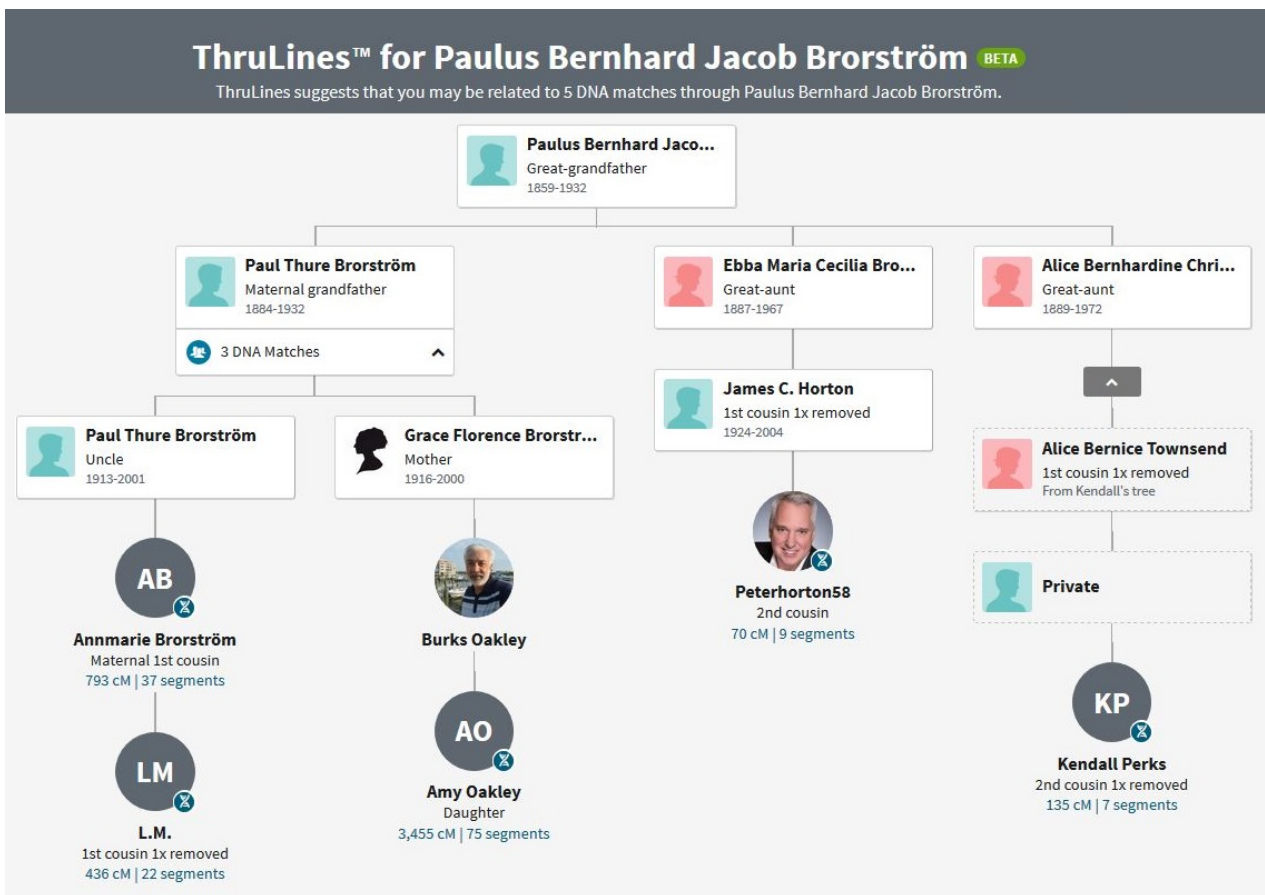 ThruLines™ for Paulus Bernhard Jacob Brorström BETA
ThruLines suggests that you may be related to 5 DNA matches through Paulus Bernhard Jacob Brorström.
Paulus Bernhard Jaco...
Great-grandfather
1859-1932
Paul Thure Brorström
Maternal grandfather
1884-1932
3 DNA Matches
Ebba Maria Cecilia Bro...
Great-aunt
1887-1967
Alice Bernhardine Chri...
Great-aunt
1889-1972
Paul Thure Brorström
Uncle
1913-2001
Grace Florence Brorstr...
Mother
1916-2000
James C. Horton
1st cousin 1x removed
1924-2004
Alice Bernice Townsend
1st cousin 1x removed
From Kendall's tree
AB
Annmarie Brorström
Maternal 1st cousin
793 cM | 37 segments
Burks Oakley
Peterhorton58
2nd cousin
70 cM | 9 segments
Private
LM
L.M.
1st cousin 1x removed
436 cM | 22 segments
AO
Amy Oakley
Daughter
3,455 cM | 75 segments
KP
Kendall Perks
2nd cousin 1x removed
135 cM | 7 segments